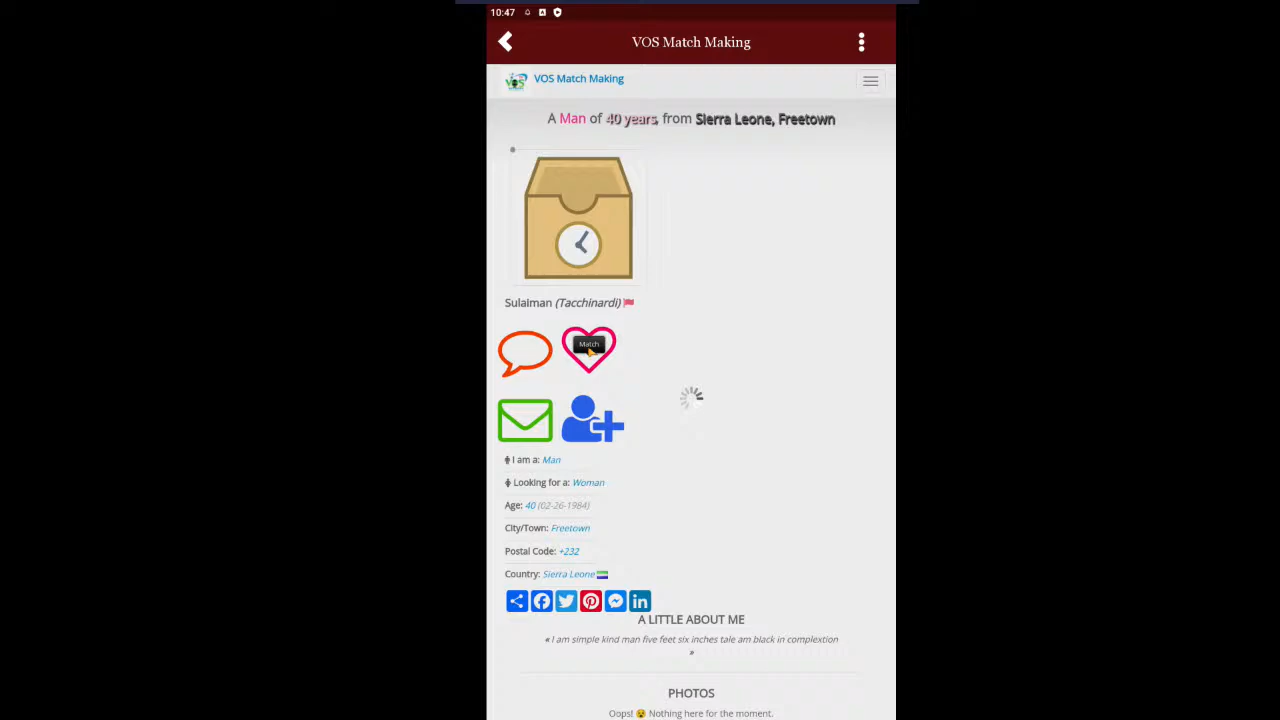 10:47
VOS Match Making
VOS Match Making
A Man of 40 years, from Sierra Leone, Freetown
Sulaiman (Tacchinardi)
Match
I am a: Man
Looking for a: Woman
Age: 40 (02-26-1984)
City/Town: Freetown
Postal Code: +232
Country: Sierra Leone
A LITTLE ABOUT ME
« I am simple kind man five feet six inches tale am black in complextion
»
PHOTOS
Oops! 😧 Nothing here for the moment.